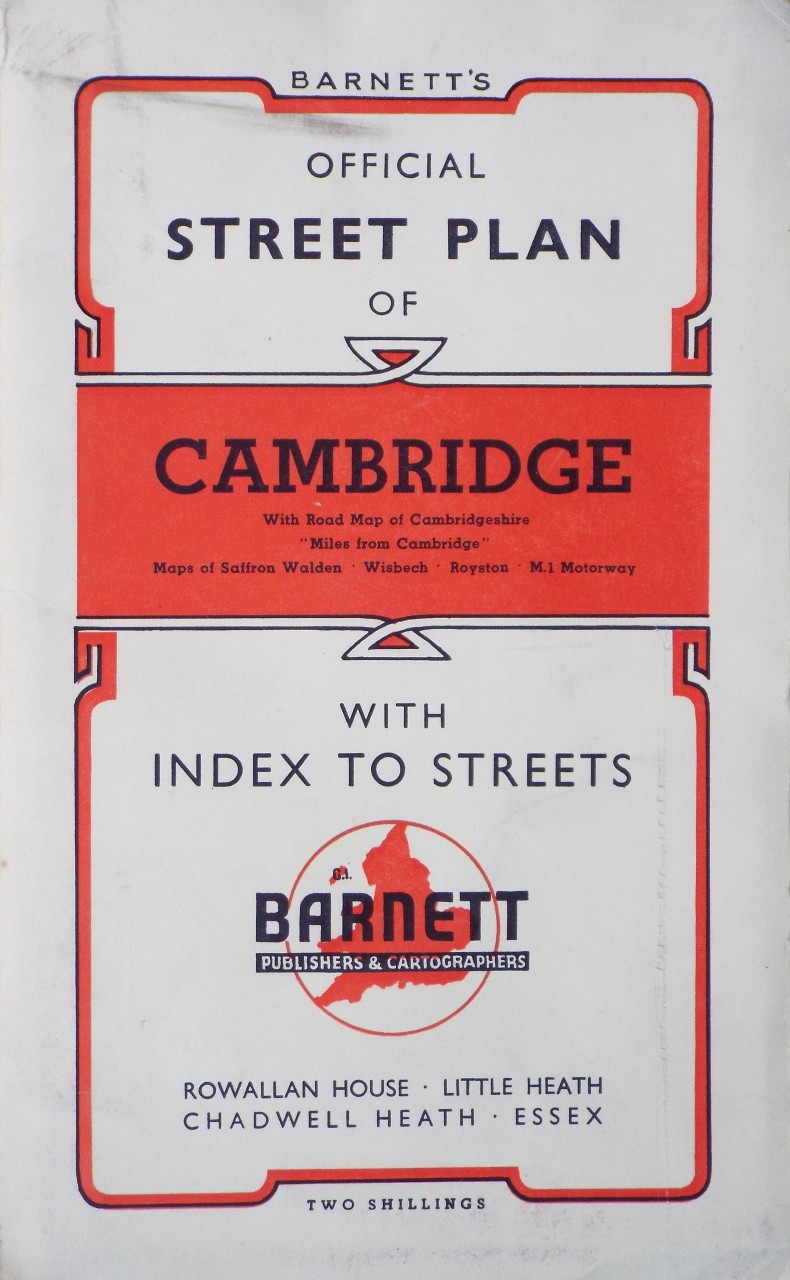 BARNETT'S
OFFICIAL
STREET PLAN
OF
CAMBRIDGE
With Road Map of Cambridgeshire
"Miles from Cambridge"
Maps of Saffron Walden · Wisbech · Royston · M.1 Motorway
WITH
INDEX TO STREETS
G.I.
BARNETT
PUBLISHERS & CARTOGRAPHERS
ROWALLAN HOUSE · LITTLE HEATH
CHADWELL HEATH · ESSEX
TWO SHILLINGS